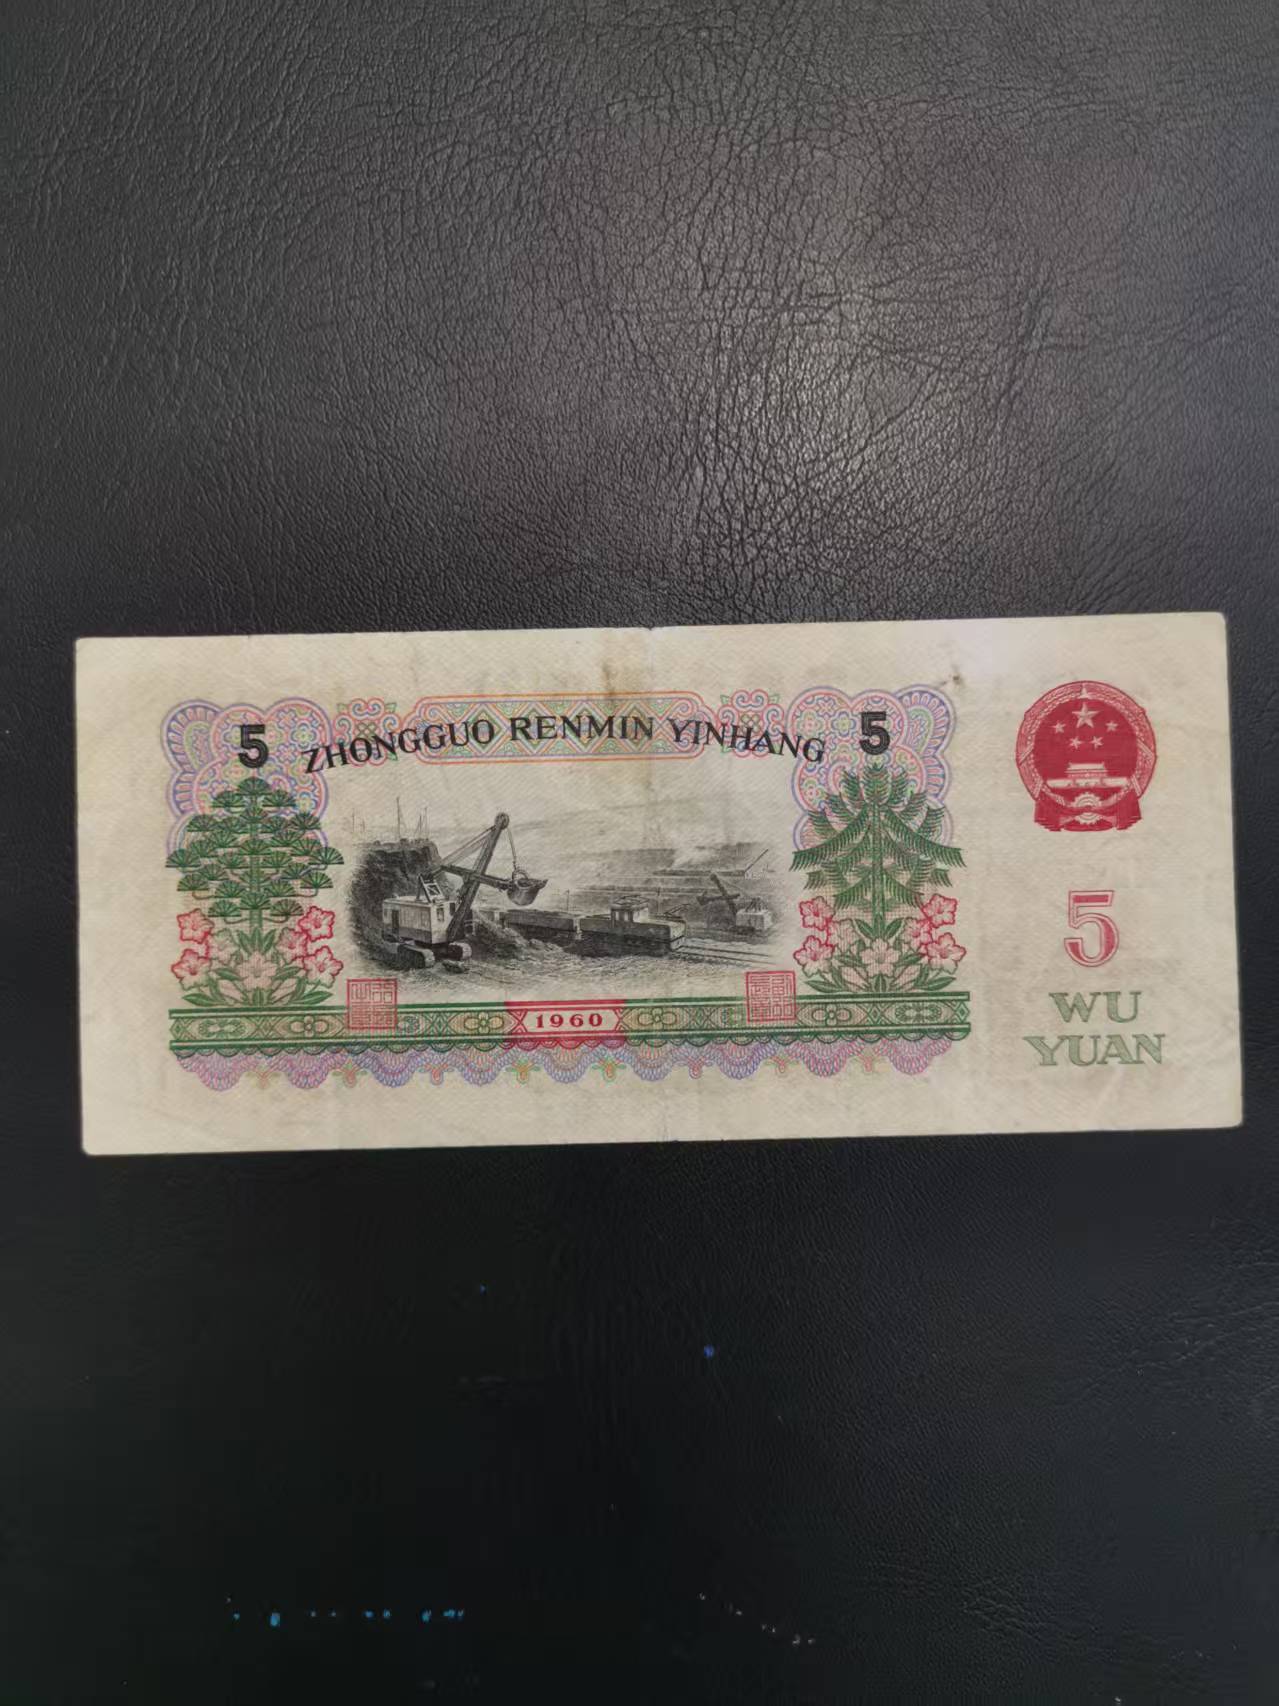 5 ZHONGGUO RENMIN YINHANG 5
1960
5
WU
YUAN